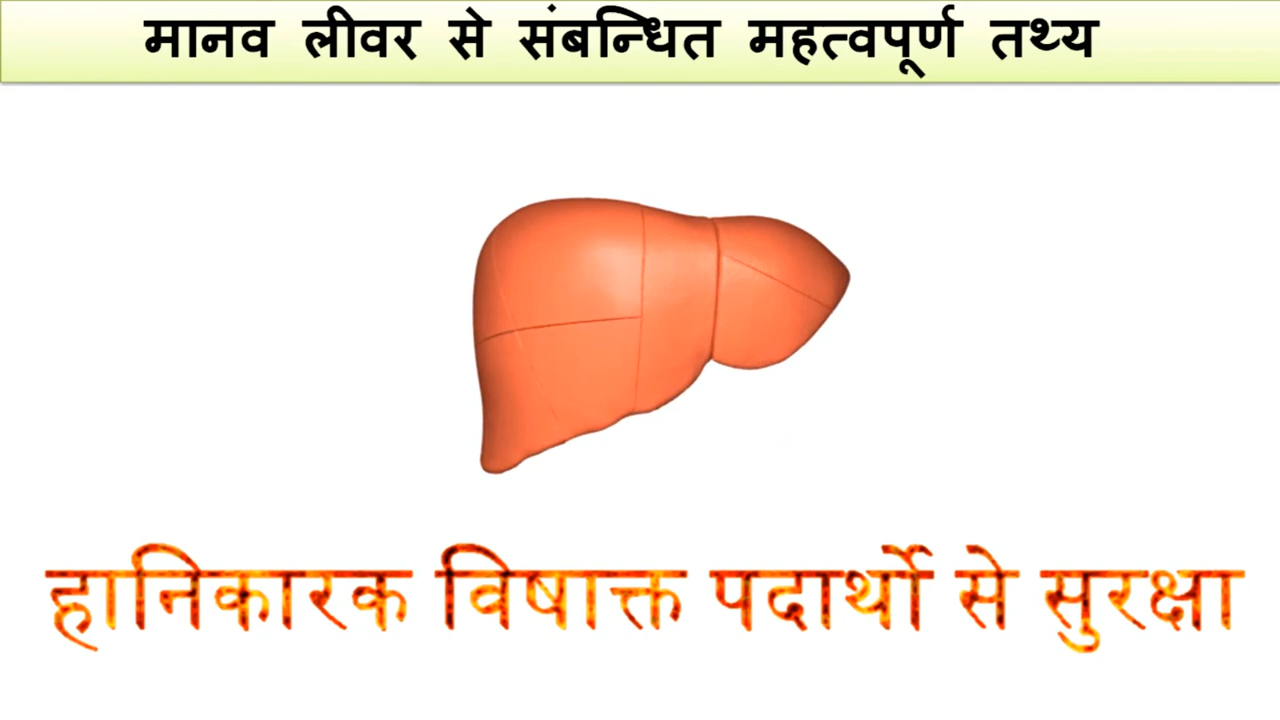 मानव लीवर से संबन्धित महत्वपूर्ण तथ्य
हानिकारक विषाक्त पदार्थो से सुरक्षा